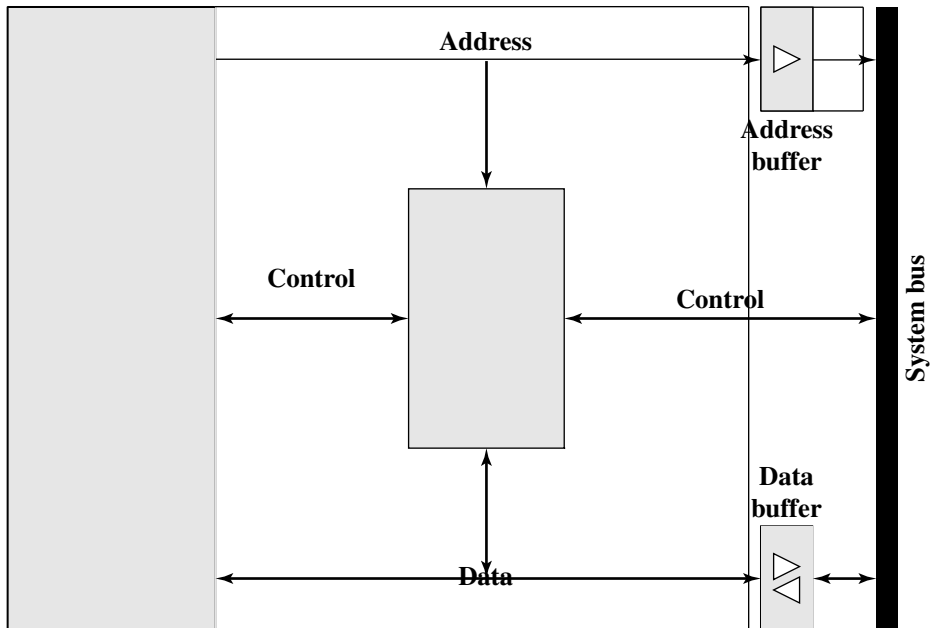 Address
Address
buffer
Control
Control
System bus
Data
buffer
Data